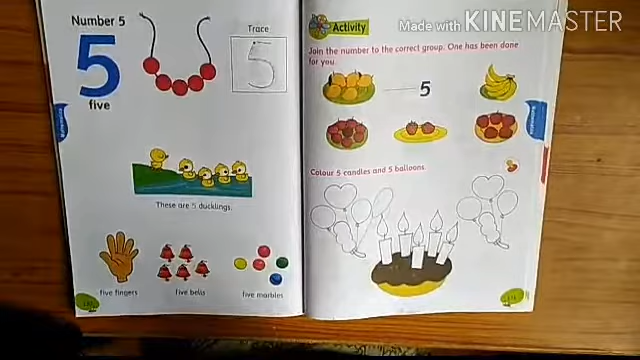 Number 5
Trace
5
5
five
These are 5 ducklings.
five fingers
five bells
five marbles
Activity
Made with KINEMASTER
Join the number to the correct group. One has been done
for you.
5
Colour 5 candles and 5 balloons.